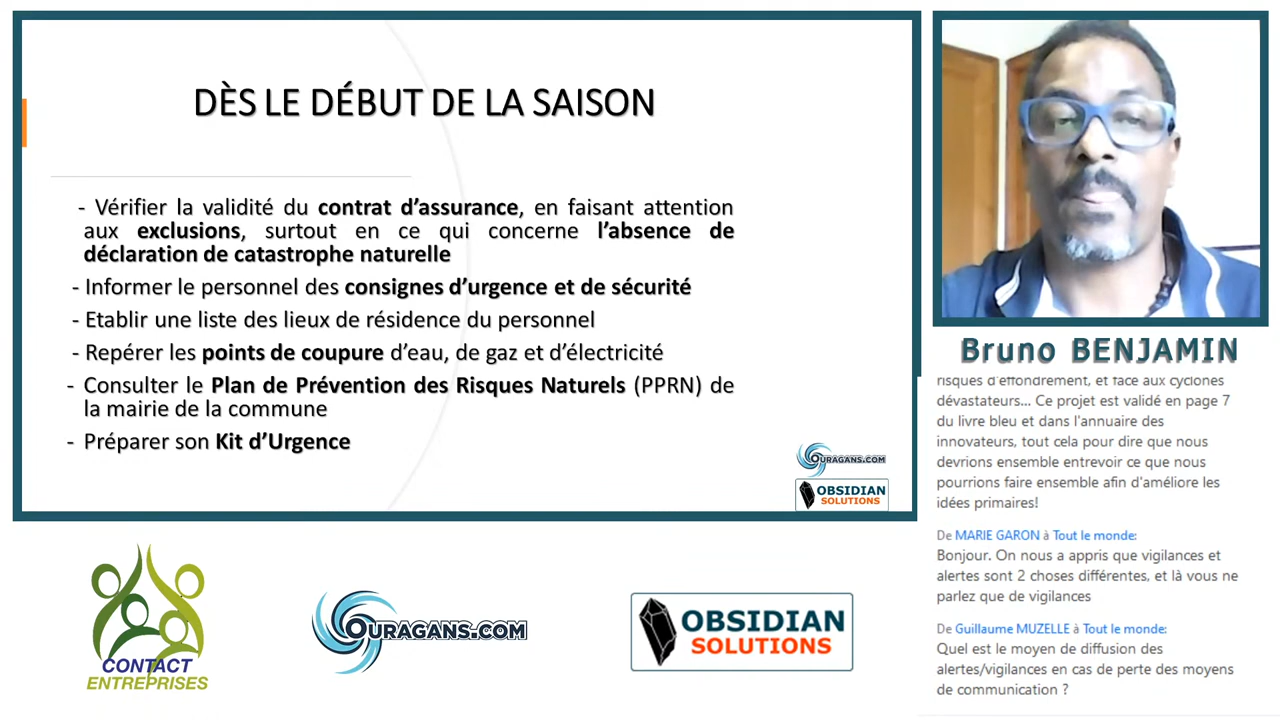 DÈS LE DÉBUT DE LA SAISON
- Vérifier la validité du contrat d’assurance, en faisant attention
aux exclusions, surtout en ce qui concerne l’absence de
déclaration de catastrophe naturelle
- Informer le personnel des consignes d’urgence et de sécurité
- Etablir une liste des lieux de résidence du personnel
- Repérer les points de coupure d’eau, de gaz et d’électricité
- Consulter le Plan de Prévention des Risques Naturels (PPRN) de
la mairie de la commune
- Préparer son Kit d’Urgence
OURAGANS.COM
OBSIDIAN
SOLUTIONS
CONTACT
ENTREPRISES
OURAGANS.COM
OBSIDIAN
SOLUTIONS
Bruno BENJAMIN
risques d'effondrement, et face aux cyclones
dévastateurs... Ce projet est validé en page 7
du livre bleu et dans l'annuaire des
innovateurs, tout cela pour dire que nous
devrions ensemble entrevoir ce que nous
pourrions faire ensemble afin d'améliore les
idées primaires!
De MARIE GARON à Tout le monde:
Bonjour. On nous a appris que vigilances et
alertes sont 2 choses différentes, et là vous ne
parlez que de vigilances
De Guillaume MUZELLE à Tout le monde:
Quel est le moyen de diffusion des
alertes/vigilances en cas de perte des moyens
de communication ?